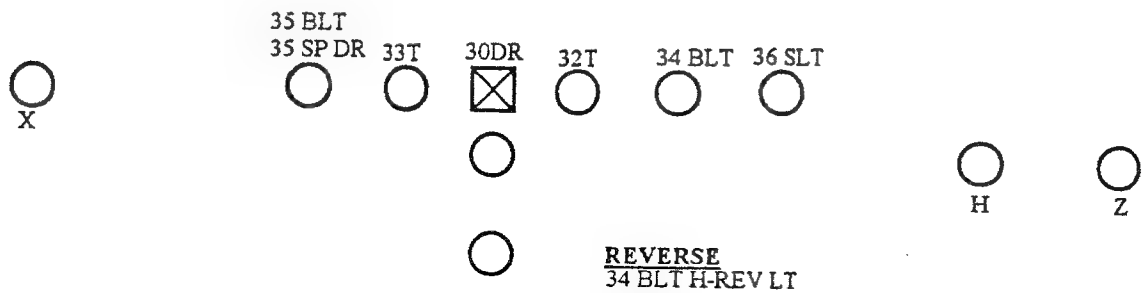 35 BLT
35 SP DR 33T 30DR 32T 34 BLT 36 SLT
X
H Z
REVERSE
34 BLT H-REV LT